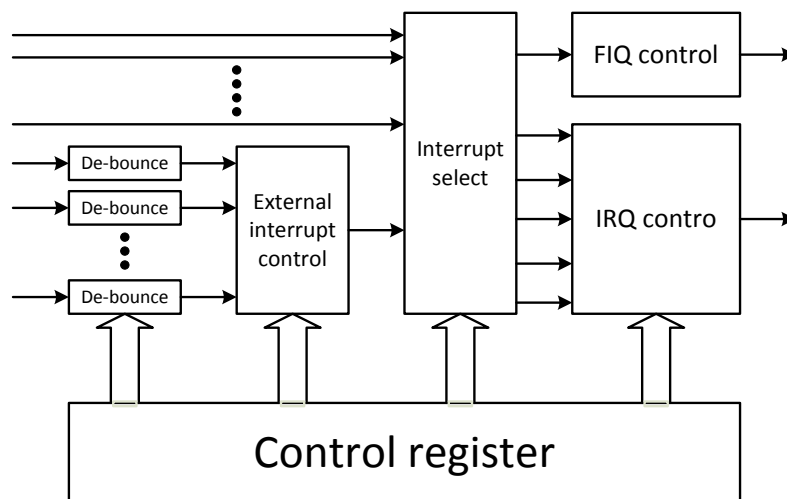 FIQ control
Interrupt
select
De-bounce
De-bounce
De-bounce
External
interrupt
control
IRQ contro
Control register